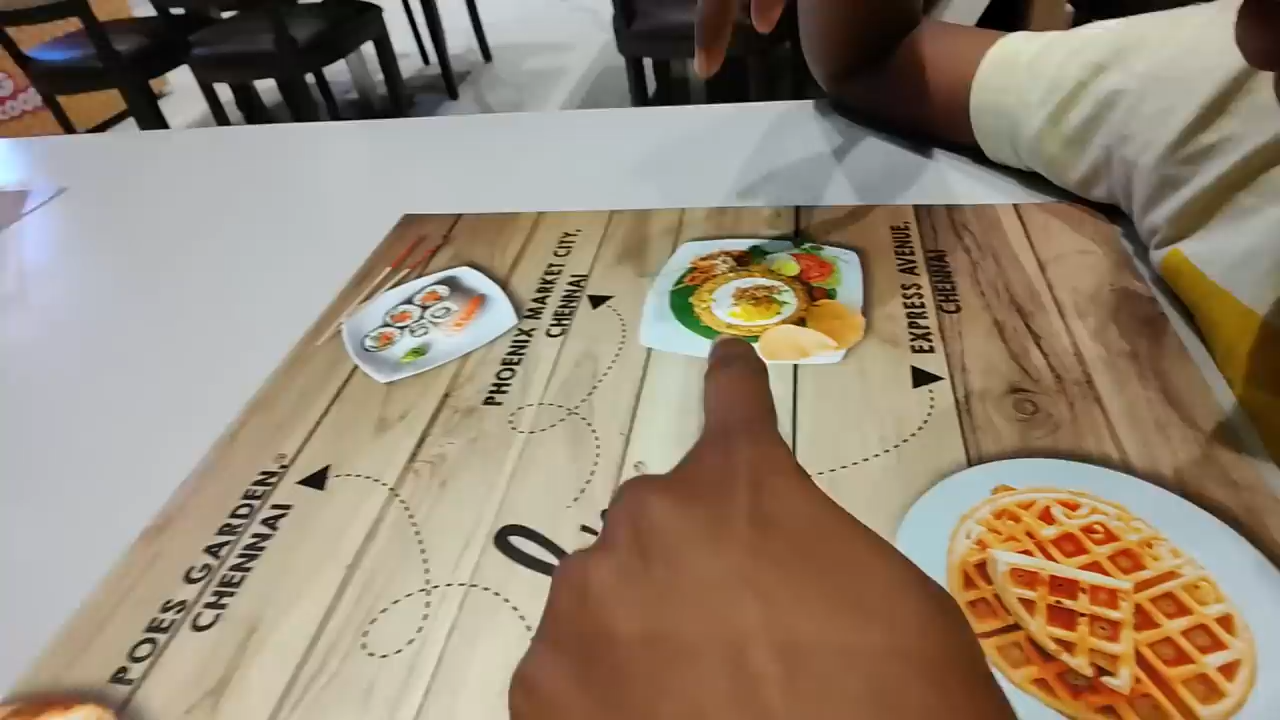 PHOENIX MARKET CITY,
CHENNAI
EXPRESS AVENUE,
CHENNAI
POES GARDEN,
CHENNAI